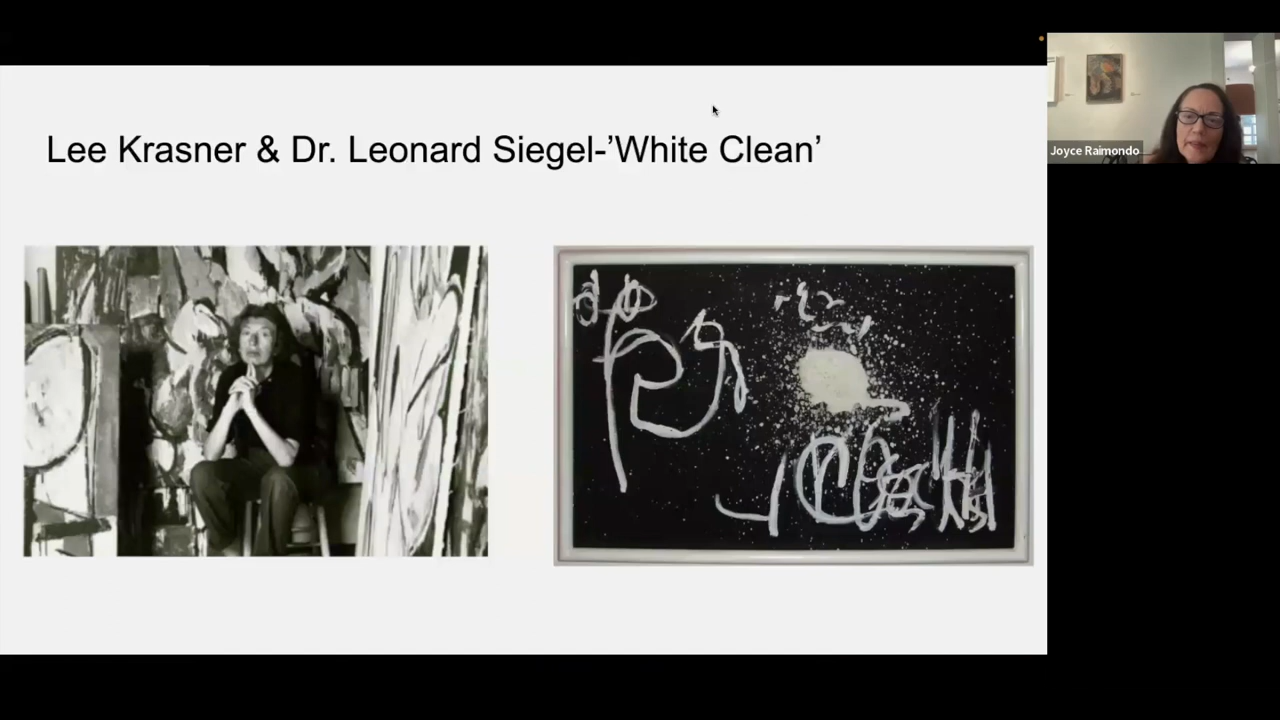 Lee Krasner & Dr. Leonard Siegel-’White Clean’
Joyce Raimondo